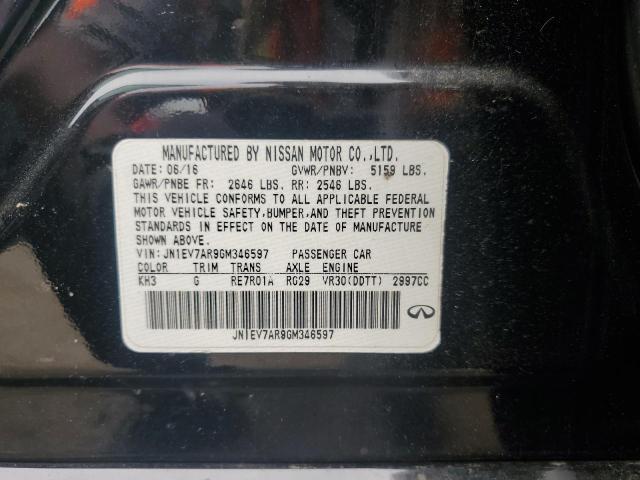 MANUFACTURED BY NISSAN MOTOR CO.,LTD.
DATE: 06/16 GVWR/PNBV: 5159 LBS.
GAWR/PNBE FR: 2646 LBS. RR: 2546 LBS.
THIS VEHICLE CONFORMS TO ALL APPLICABLE FEDERAL
MOTOR VEHICLE SAFETY, BUMPER, AND THEFT PREVENTION
STANDARDS IN EFFECT ON THE DATE OF MANUFACTURE
SHOWN ABOVE.
VIN: JN1EV7AR9GM346597 PASSENGER CAR
COLOR TRIM TRANS AXLE ENGINE
KH3 G RE7R01A RG29 VR30(DDTT) 2997CC
JN1EV7AR9GM346597